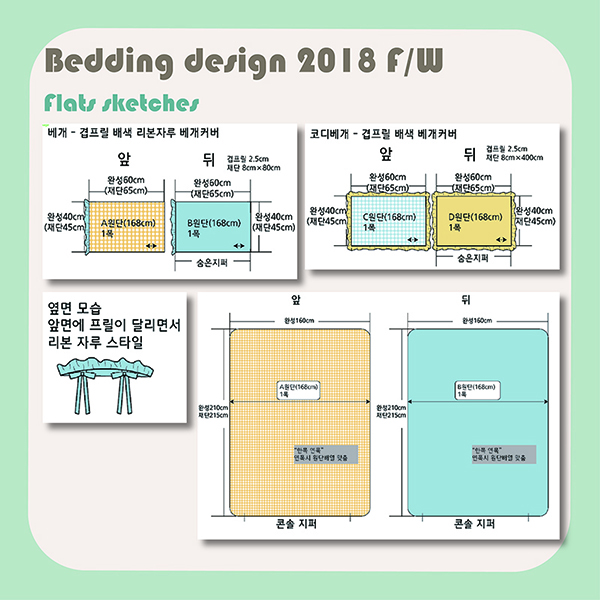 Bedding design 2018 F/W
Flats sketches
베개 - 겹프릴 배색 리본자루 베개커버
앞
뒤
겹프릴 2.5cm
재단 8cm×80cm
완성60cm
(재단65cm)
완성60cm
(재단65cm)
완성40cm
(재단45cm)
A원단(168cm)
1폭
B원단(168cm)
1폭
완성40cm
(재단45cm)
숨은지퍼
코디베개 - 겹프릴 배색 베개커버
앞
뒤
겹프릴 2.5cm
재단 8cm×400cm
완성60cm
(재단65cm)
완성60cm
(재단65cm)
완성40cm
(재단45cm)
C원단(168cm)
1폭
D원단(168cm)
1폭
완성40cm
(재단45cm)
숨은지퍼
옆면 모습
앞면에 프릴이 달리면서
리본 자루 스타일
앞
뒤
완성160cm
완성160cm
A원단(168cm)
1폭
B원단(168cm)
1폭
완성210cm
재단215cm
완성210cm
재단215cm
"한쪽 연폭"
연폭시 원단배열 맞춤
"한쪽 연폭"
연폭시 원단배열 맞춤
콘솔 지퍼
콘솔 지퍼